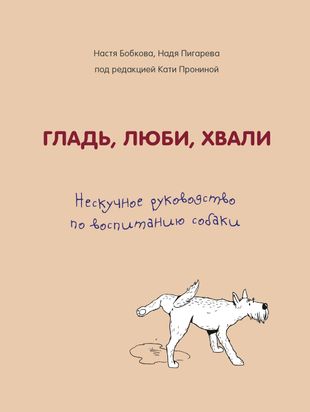 Настя Бобкова, Надя Пигарева
под редакцией Кати Прониной
ГЛАДЬ, ЛЮБИ, ХВАЛИ
Нескучное руководство
по воспитанию собаки